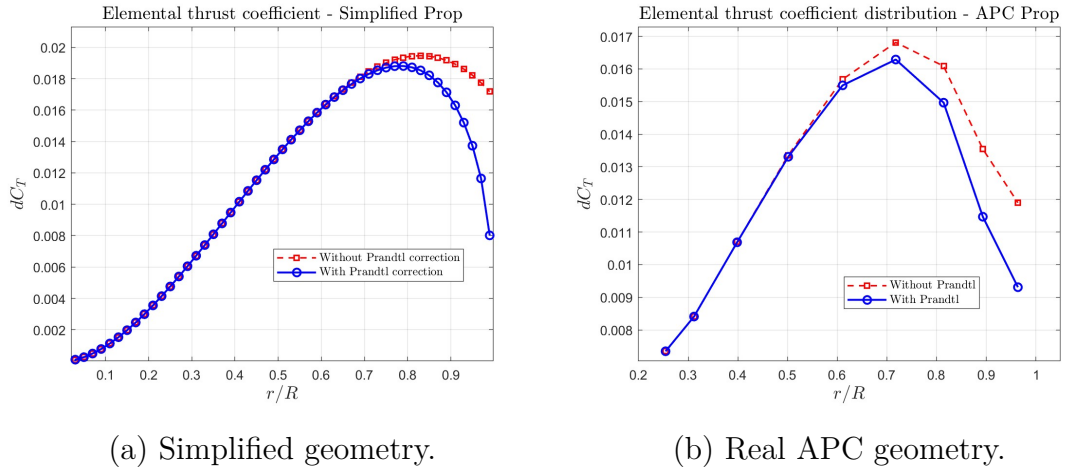 Elemental thrust coefficient - Simplified Prop
0.02
0.018
0.016
0.014
0.012
0.01
0.008
0.006
0.004
0.002
dC_T
Without Prandtl correction
With Prandtl correction
0.1 0.2 0.3 0.4 0.5 0.6 0.7 0.8 0.9
r/R
(a) Simplified geometry.
Elemental thrust coefficient distribution - APC Prop
0.017
0.016
0.015
0.014
0.013
0.012
0.011
0.01
0.009
0.008
dC_T
Without Prandtl
With Prandtl
0.2 0.3 0.4 0.5 0.6 0.7 0.8 0.9 1
r/R
(b) Real APC geometry.